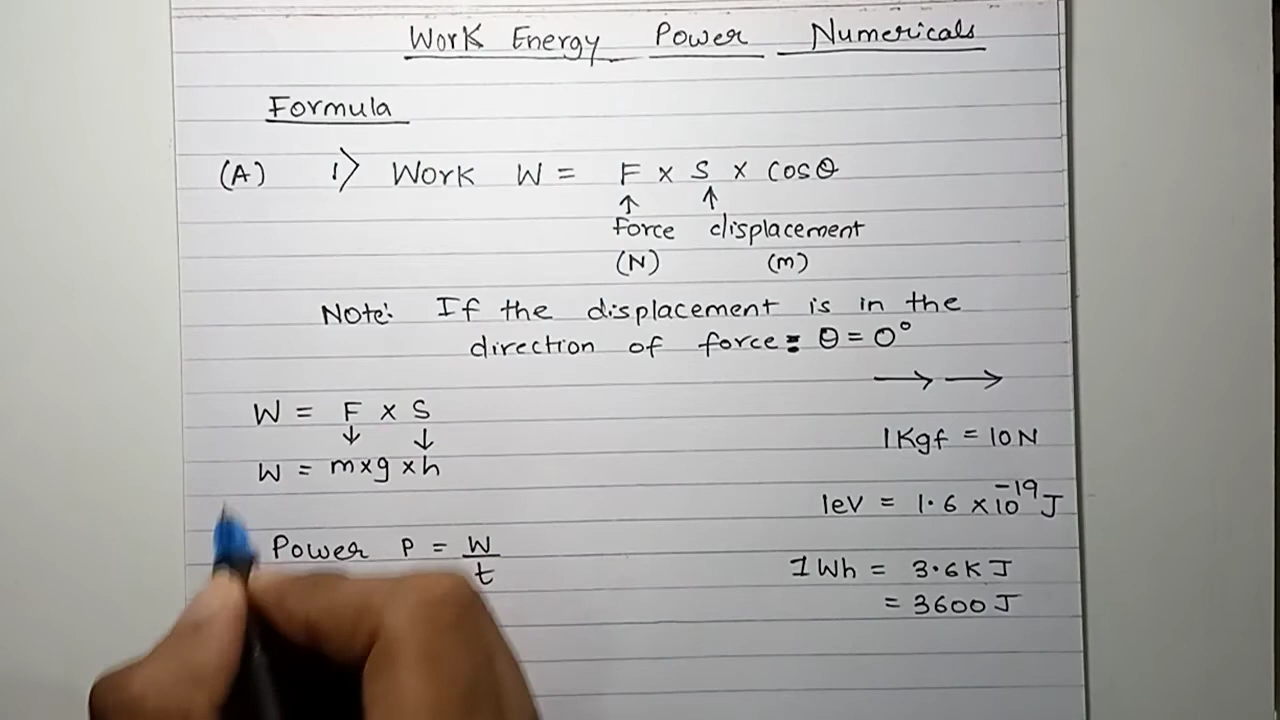 Work Energy Power Numericals
Formula
(A) 1) Work W = F × S × cosθ
↑ ↑
Force displacement
(N) (m)
Note: If the displacement is in the
direction of force: θ = 0°
→ →
W = F × S
↓ ↓
W = m×g×h
Power P = W/t
1Kgf = 10N
1eV = 1.6 ×10⁻¹⁹J
1Wh = 3.6KJ
= 3600J